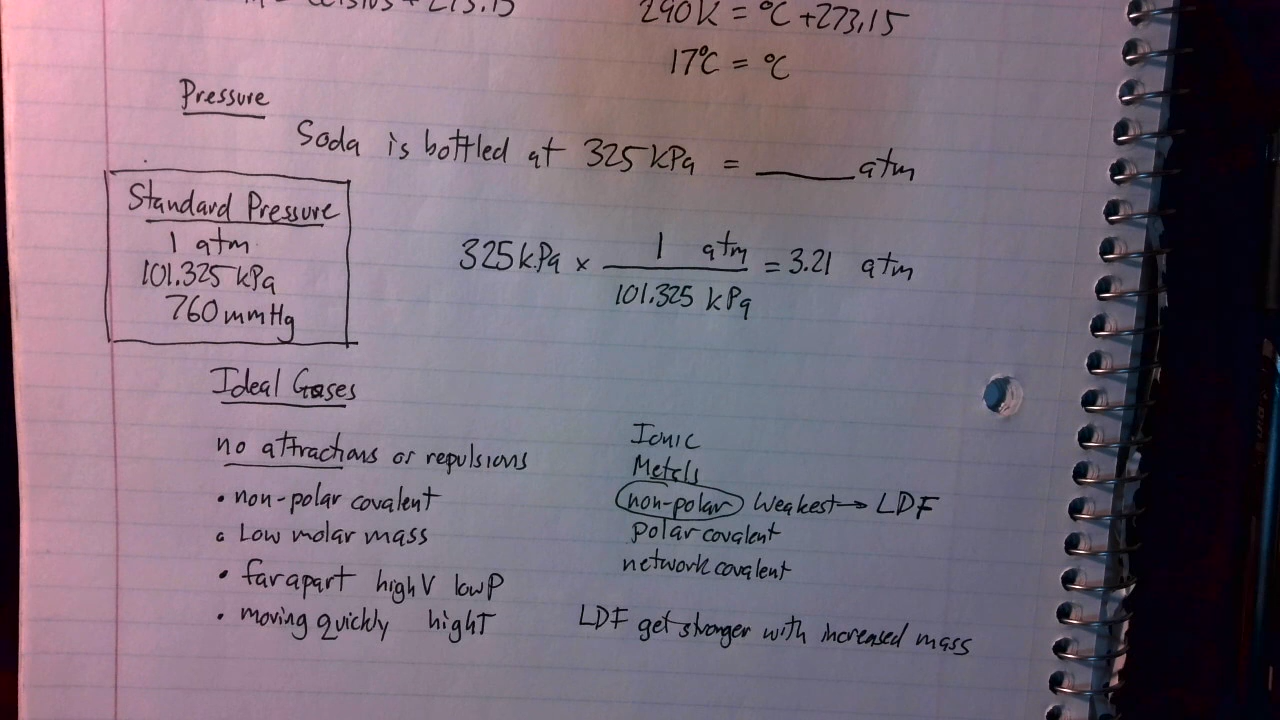 = Celsius + 273.15
290K = °C +273.15
17°C = °C
Pressure
Soda is bottled at 325 kPa = ____ atm
Standard Pressure
1 atm
101.325 kPa
760 mmHg
325 kPa × 1 atm / 101.325 kPa = 3.21 atm
Ideal Gases
no attractions or repulsions
• non-polar covalent
• Low molar mass
• far apart high V low P
• moving quickly high T
Ionic
Metals
non-polar Weakest → LDF
polar covalent
network covalent
LDF get stronger with increased mass